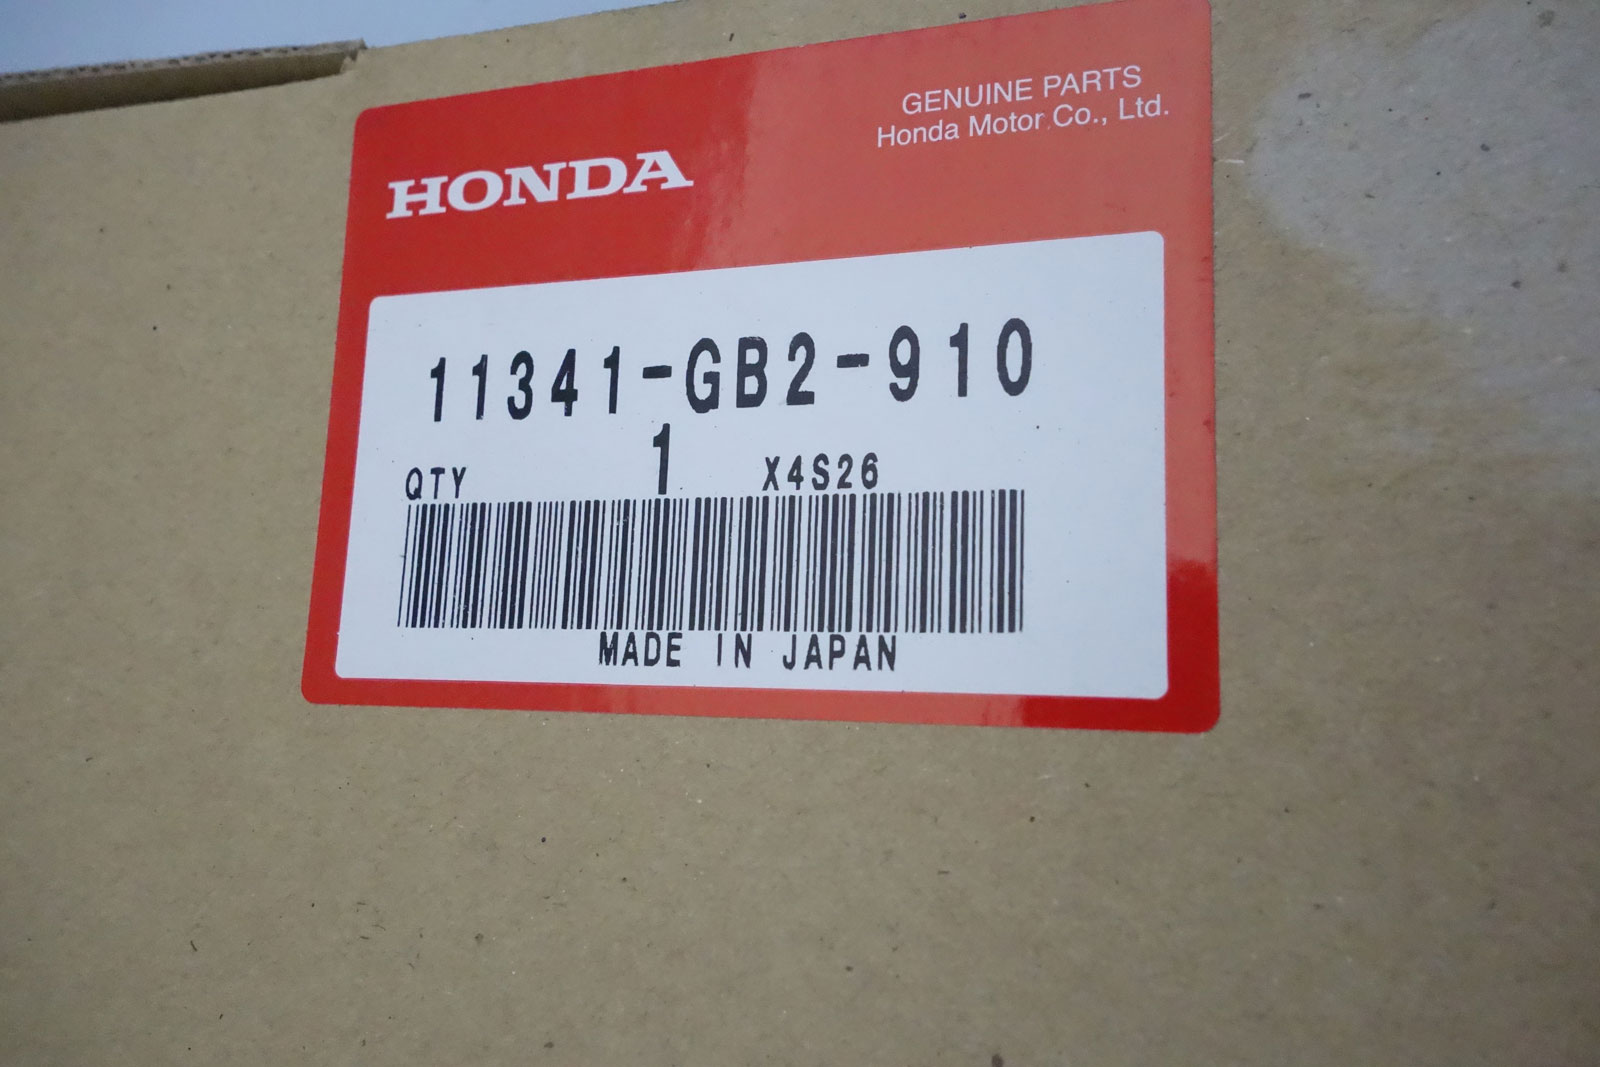 GENUINE PARTS
Honda Motor Co., Ltd.
HONDA
11341-GB2-910
QTY 1 X4S26
MADE IN JAPAN